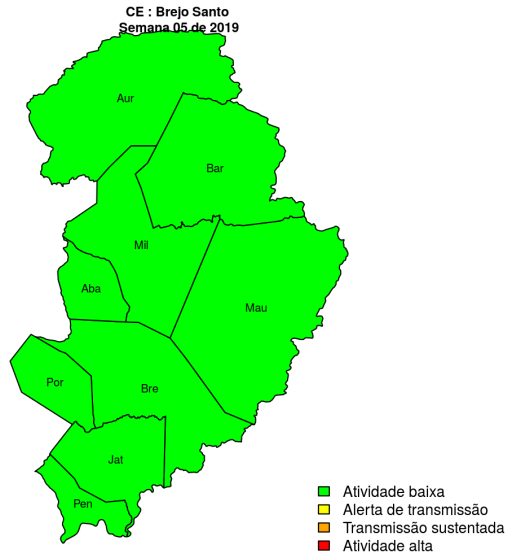 CE : Brejo Santo
Semana 05 de 2019
Aur
Bar
Mil
Aba
Mau
Por
Bre
Jat
Pen
Atividade baixa
Alerta de transmissão
Transmissão sustentada
Atividade alta